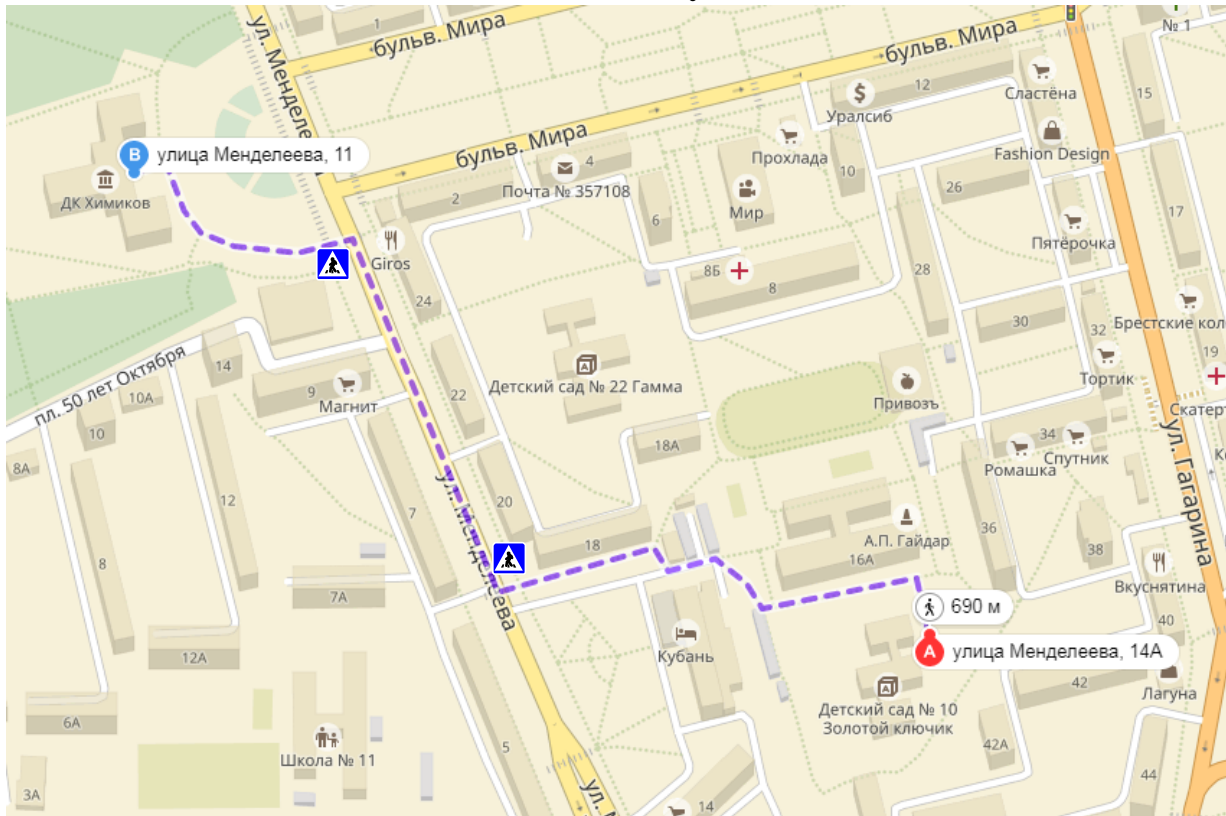 1
бульв. Мира
№ 1
ул. Менделеева
бульв. Мира
12
Сластёна
15
Уралсиб
бульв. Мира
4
Прохлада
Fashion Design
B улица Менделеева, 11
10
26
ДК Химиков
2
Почта № 357108
6
Мир
17
Giros
Пятёрочка
8Б
8
28
24
30
32
Брестские кол
пл. 50 лет Октября
14
19
9
22
Детский сад № 22 Гамма
Тортик
10А
Магнит
Привозъ
Скатер
10
18А
34
Спутник
ул. Гагарина
8А
Ромашка
12
20
7
ул. Менделеева
36
А.П. Гайдар
18
38
8
16А
Вкуснятина
7А
690 м
40
12А
Кубань
A улица Менделеева, 14А
42
Лагуна
6А
Детский сад № 10
Золотой ключик
Школа № 11
5
42А
3А
14
44